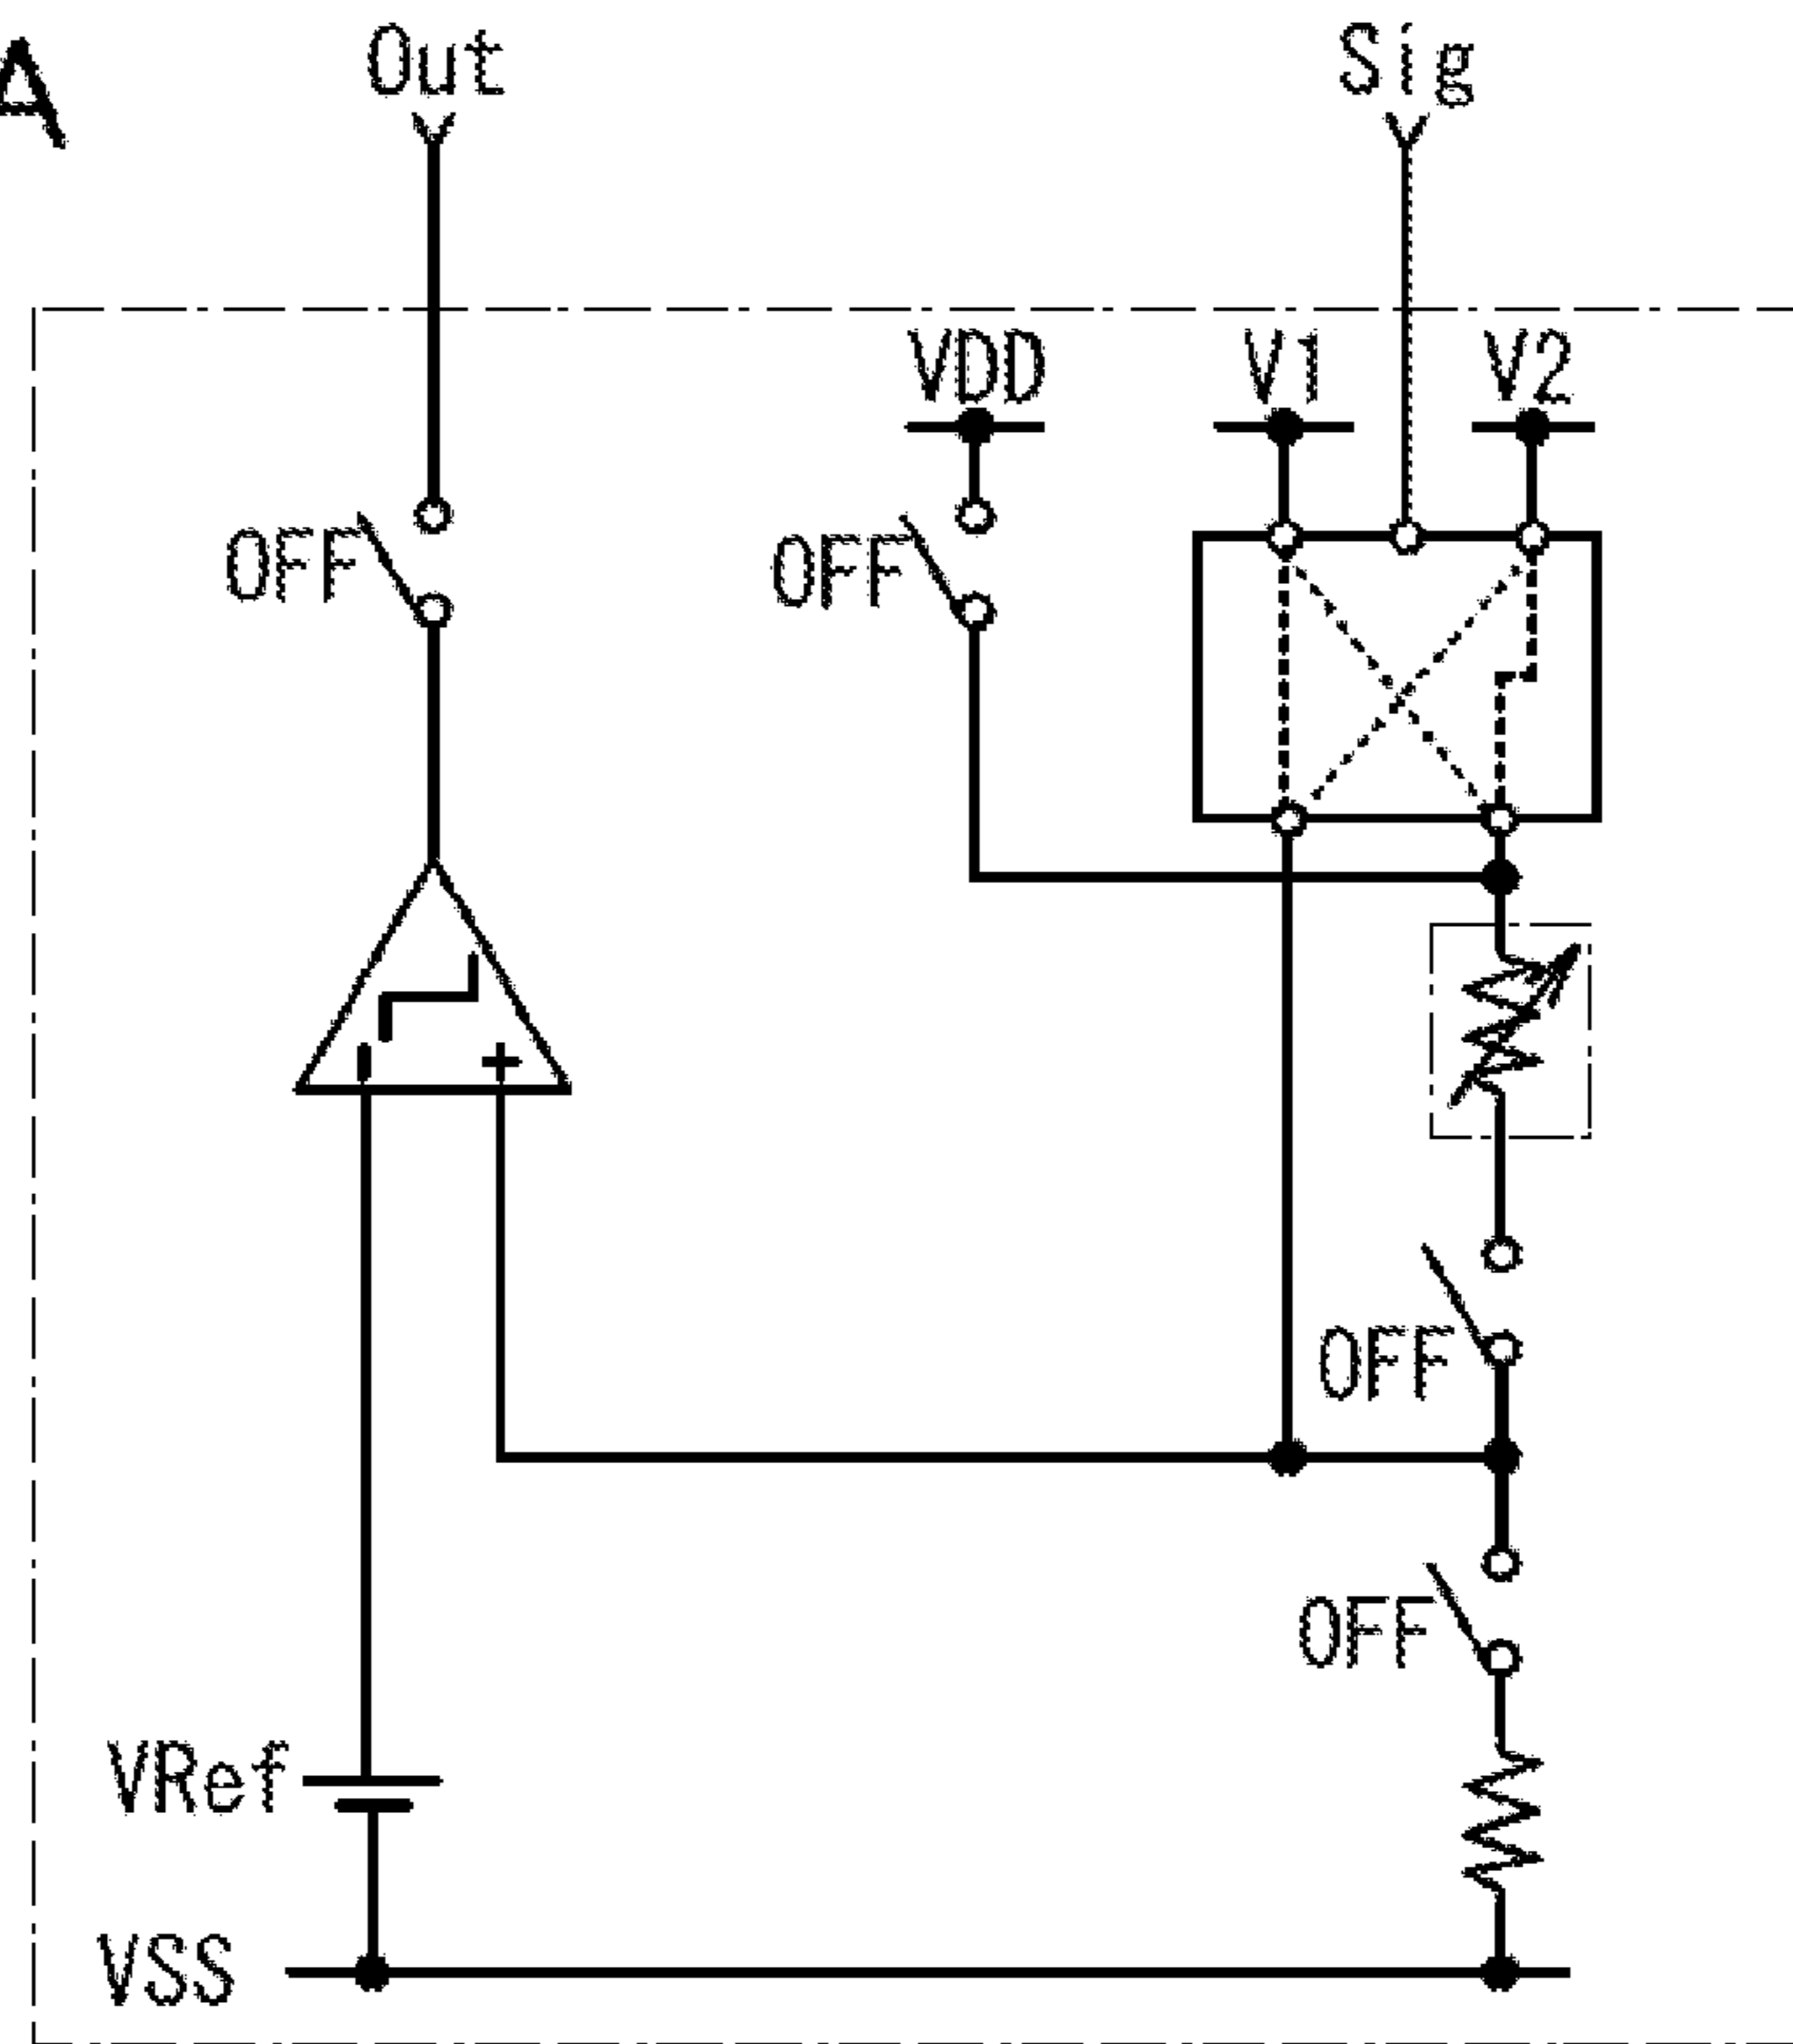 A
Out
Sig
VDD
V1
V2
OFF
OFF
- +
OFF
OFF
VRef
VSS